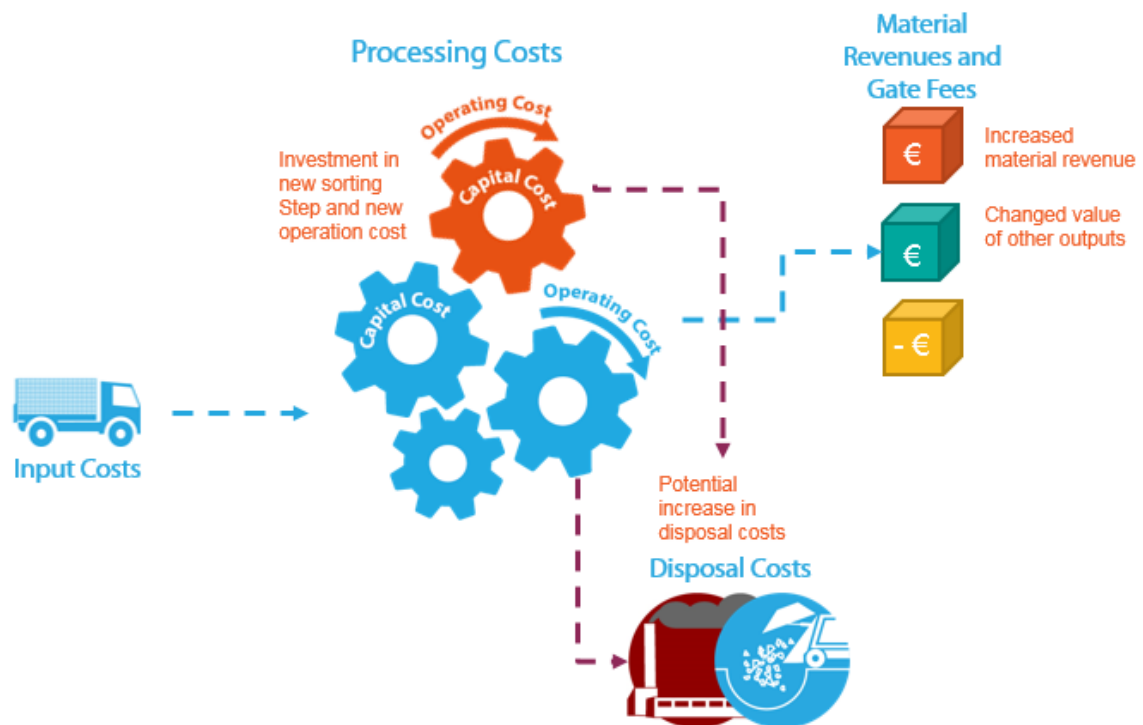 Processing Costs
Material
Revenues and
Gate Fees
Operating Cost
Capital Cost
Investment in
new sorting
Step and new
operation cost
€
Increased
material revenue
€
Changed value
of other outputs
- €
Capital Cost
Operating Cost
Input Costs
Potential
increase in
disposal costs
Disposal Costs